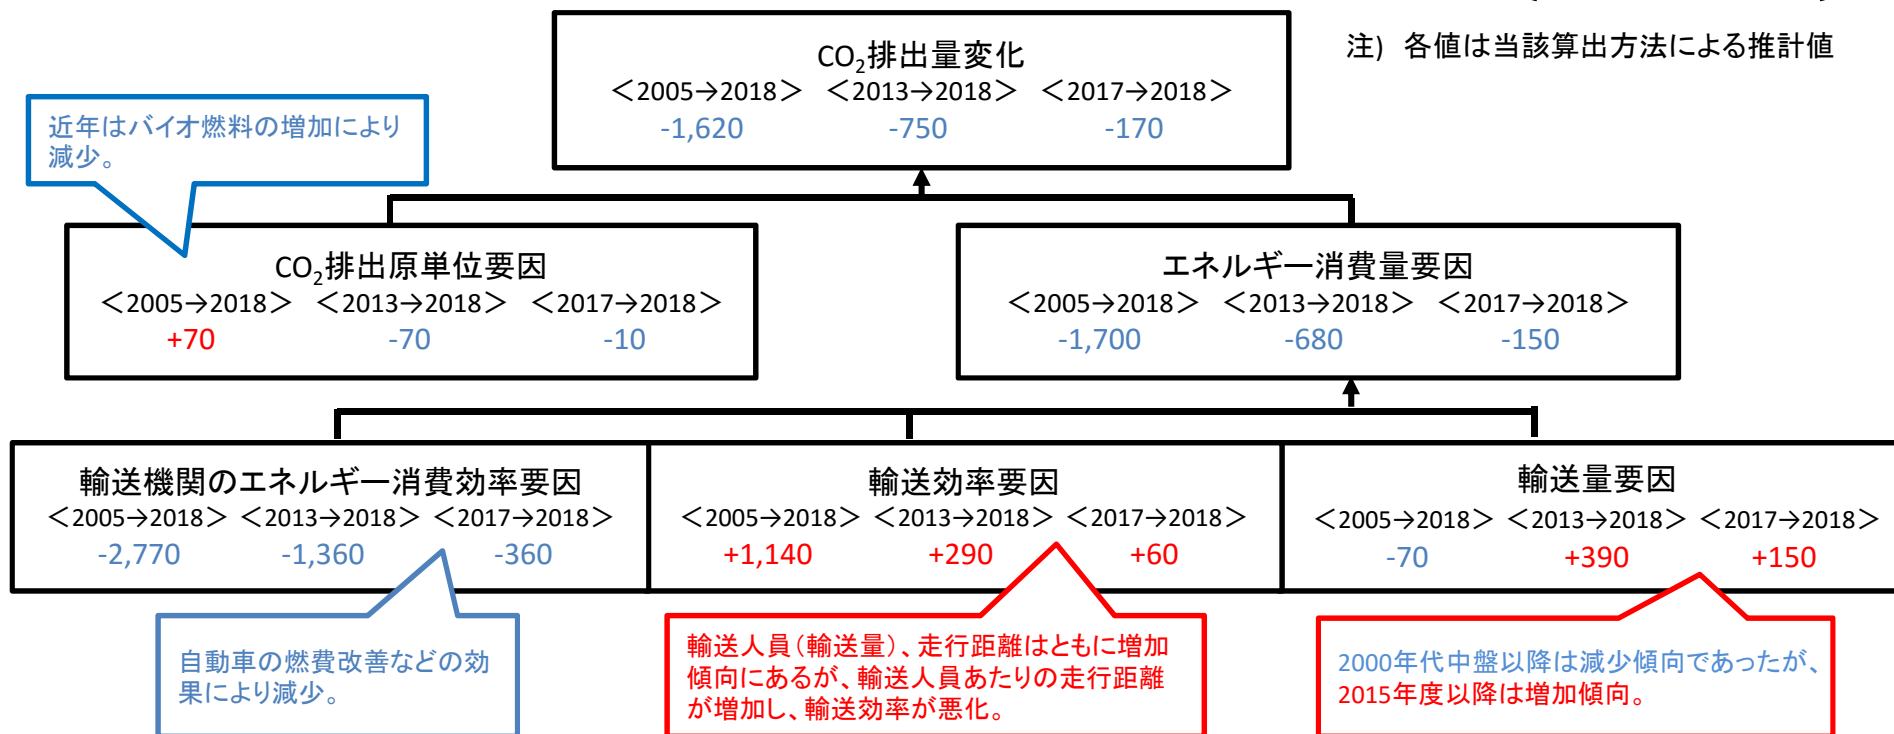 注) 各値は当該算出方法による推計値
CO2排出量変化
＜2005→2018＞ ＜2013→2018＞ ＜2017→2018＞
-1,620 -750 -170
近年はバイオ燃料の増加により
減少。
CO2排出原単位要因
＜2005→2018＞ ＜2013→2018＞ ＜2017→2018＞
+70 -70 -10
エネルギー消費量要因
＜2005→2018＞ ＜2013→2018＞ ＜2017→2018＞
-1,700 -680 -150
輸送機関のエネルギー消費効率要因
＜2005→2018＞ ＜2013→2018＞ ＜2017→2018＞
-2,770 -1,360 -360
輸送効率要因
＜2005→2018＞ ＜2013→2018＞ ＜2017→2018＞
+1,140 +290 +60
輸送量要因
＜2005→2018＞ ＜2013→2018＞ ＜2017→2018＞
-70 +390 +150
自動車の燃費改善などの効
果により減少。
輸送人員（輸送量）、走行距離はともに増加
傾向にあるが、輸送人員あたりの走行距離
が増加し、輸送効率が悪化。
2000年代中盤以降は減少傾向であったが、
2015年度以降は増加傾向。